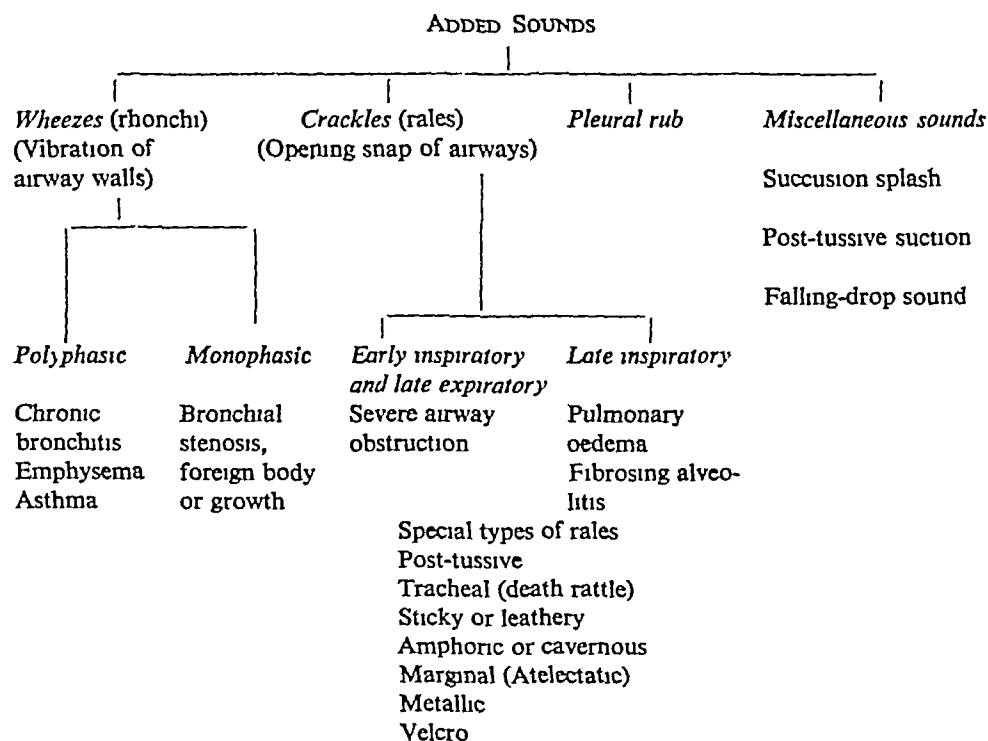 ADDED SOUNDS
Wheezes (rhonchi)
(Vibration of
airway walls)
Crackles (rales)
(Opening snap of airways)
Pleural rub
Miscellaneous sounds
Succusion splash
Post-tussive suction
Falling-drop sound
Polyphasic
Chronic
bronchitis
Emphysema
Asthma
Monophasic
Bronchial
stenosis,
foreign body
or growth
Early inspiratory
and late expiratory
Severe airway
obstruction
Late inspiratory
Pulmonary
oedema
Fibrosing alveo-
litis
Special types of rales
Post-tussive
Tracheal (death rattle)
Sticky or leathery
Amphoric or cavernous
Marginal (Atelectatic)
Metallic
Velcro